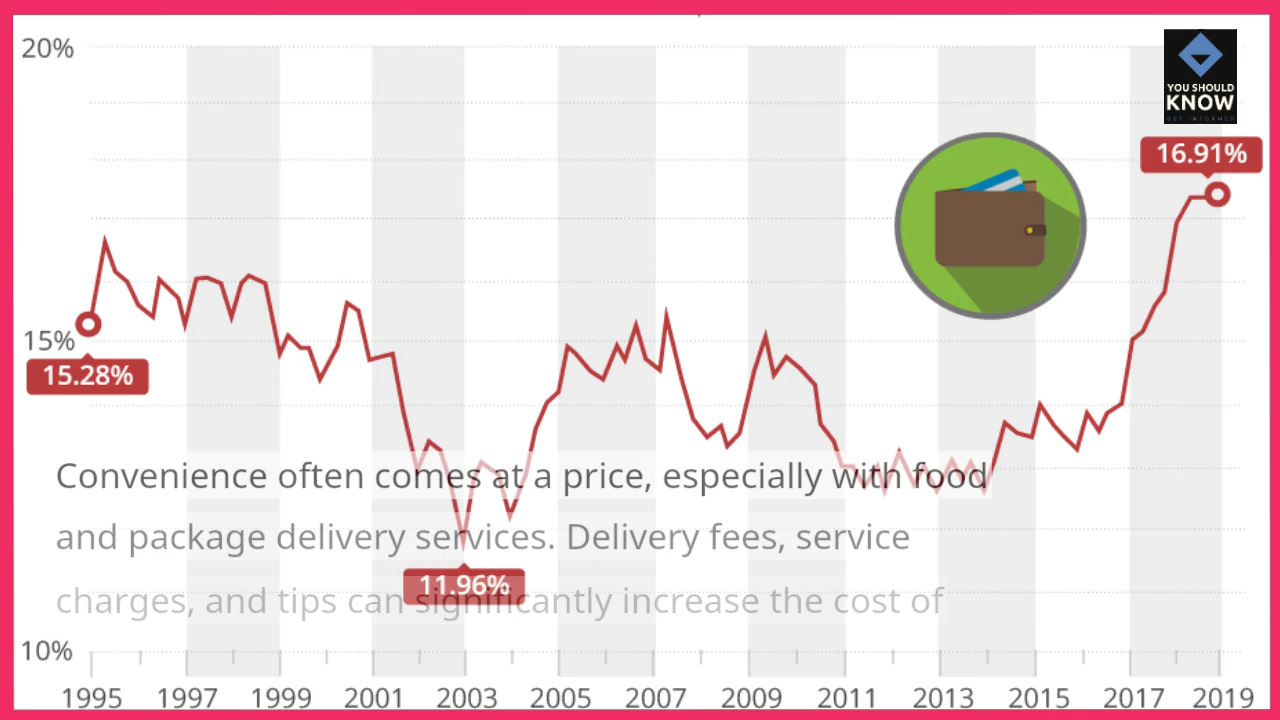 20%
YOU SHOULD
KNOW
GET INFORMED
16.91%
15%
15.28%
Convenience often comes at a price, especially with food
and package delivery services. Delivery fees, service
11.96%
charges, and tips can significantly increase the cost of
10%
1995 1997 1999 2001 2003 2005 2007 2009 2011 2013 2015 2017 2019